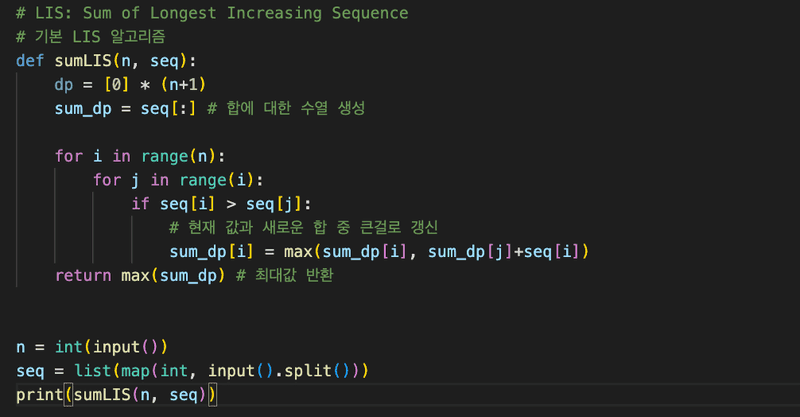 # LIS: Sum of Longest Increasing Sequence
# 기본 LIS 알고리즘
def sumLIS(n, seq):
    dp = [0] * (n+1)
    sum_dp = seq[:] # 합에 대한 수열 생성

    for i in range(n):
        for j in range(i):
            if seq[i] > seq[j]:
                # 현재 값과 새로운 합 중 큰걸로 갱신
                sum_dp[i] = max(sum_dp[i], sum_dp[j]+seq[i])
    return max(sum_dp) # 최대값 반환


n = int(input())
seq = list(map(int, input().split()))
print(sumLIS(n, seq))